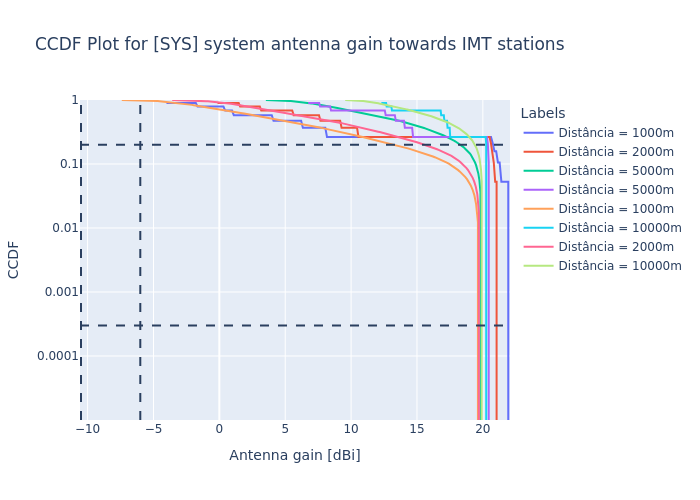 CCDF Plot for [SYS] system antenna gain towards IMT stations
Labels
Distância = 1000m
Distância = 2000m
Distância = 5000m
Distância = 5000m
Distância = 1000m
Distância = 10000m
Distância = 2000m
Distância = 10000m
CCDF
1
0.1
0.01
0.001
0.0001
−10
−5
0
5
10
15
20
Antenna gain [dBi]